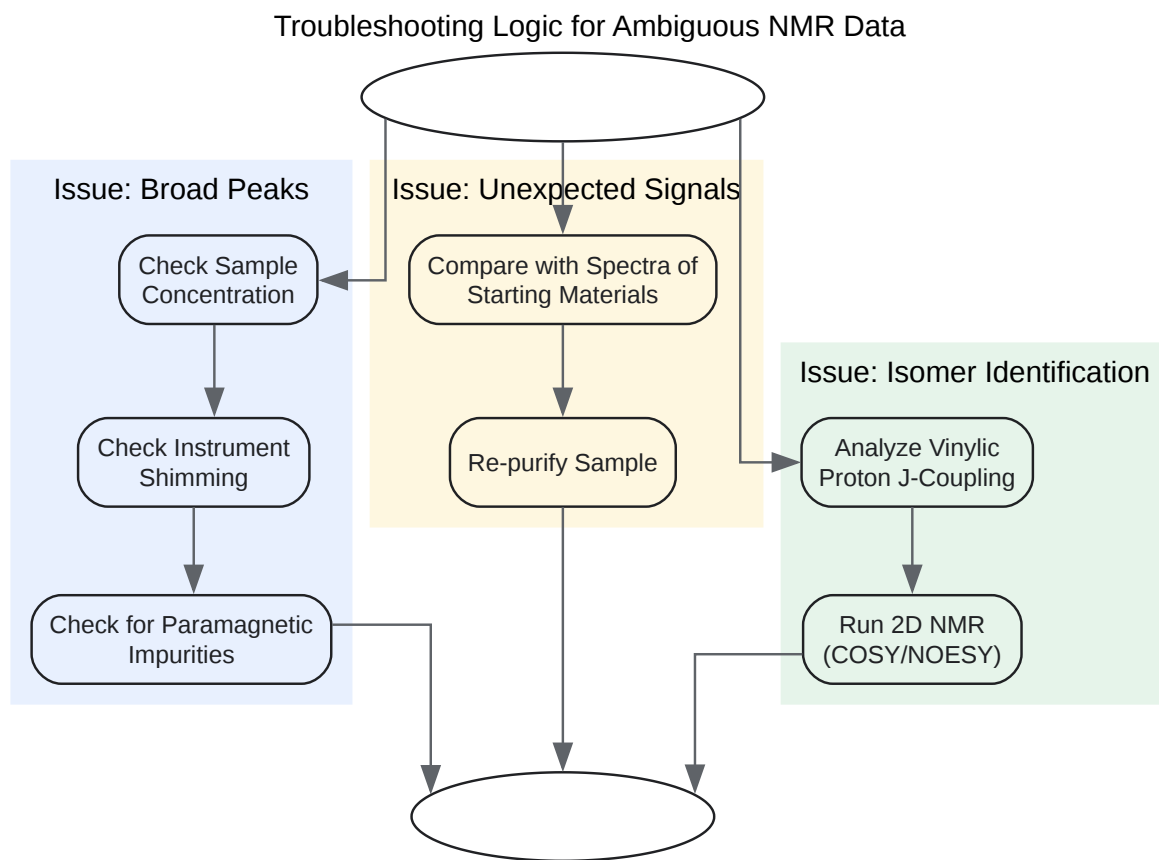 Troubleshooting Logic for Ambiguous NMR Data
Issue: Broad Peaks
Check Sample
Concentration
Check Instrument
Shimming
Check for Paramagnetic
Impurities
Issue: Unexpected Signals
Compare with Spectra of
Starting Materials
Re-purify Sample
Issue: Isomer Identification
Analyze Vinylic
Proton J-Coupling
Run 2D NMR
(COSY/NOESY)